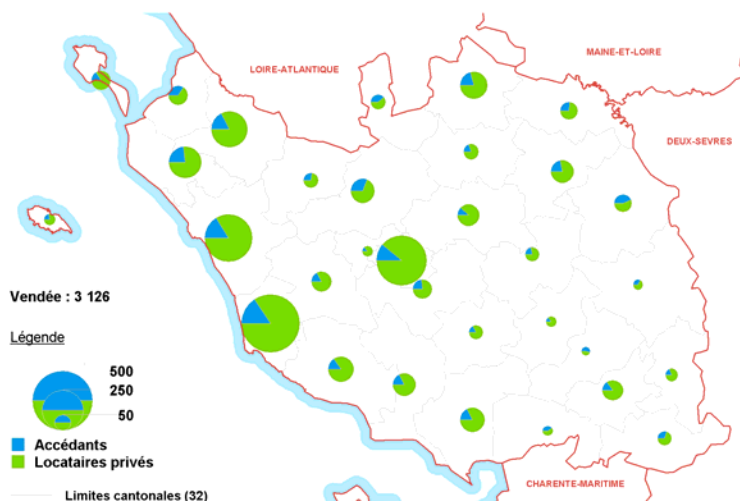 MAINE-ET-LOIRE
LOIRE-ATLANTIQUE
DEUX-SEVRES
Vendée : 3 126
Légende
500
250
50
Accédants
Locataires privés
Limites cantonales (32)
CHARENTE-MARITIME